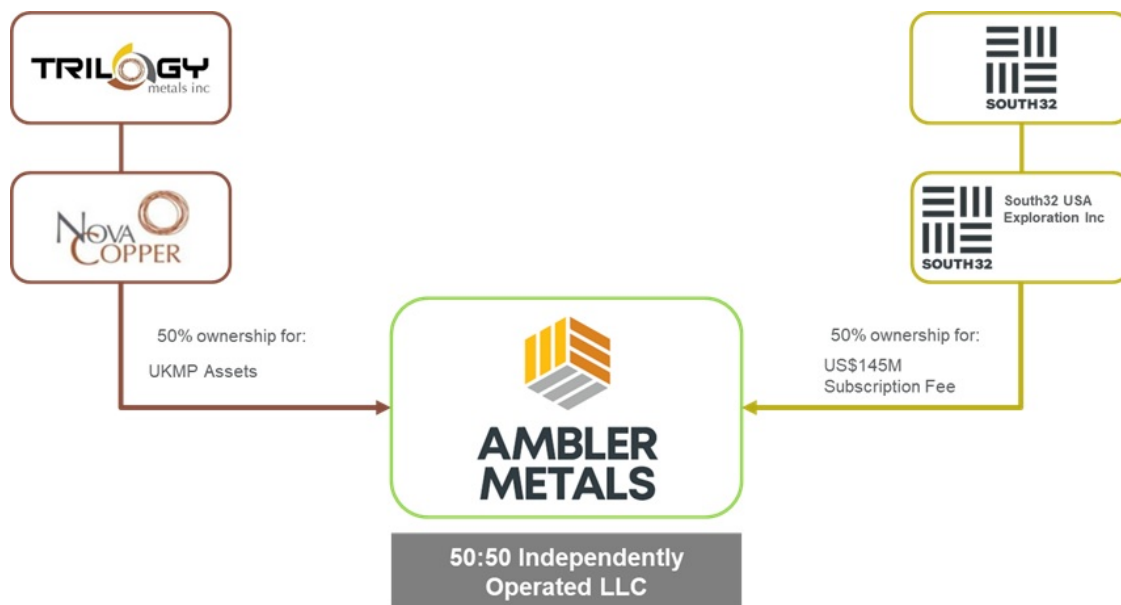 TRILOGY
metals inc
SOUTH32
NOVA
COPPER
SOUTH32
South32 USA
Exploration Inc
50% ownership for:
UKMP Assets
50% ownership for:
US$145M
Subscription Fee
AMBLER
METALS
50:50 Independently
Operated LLC